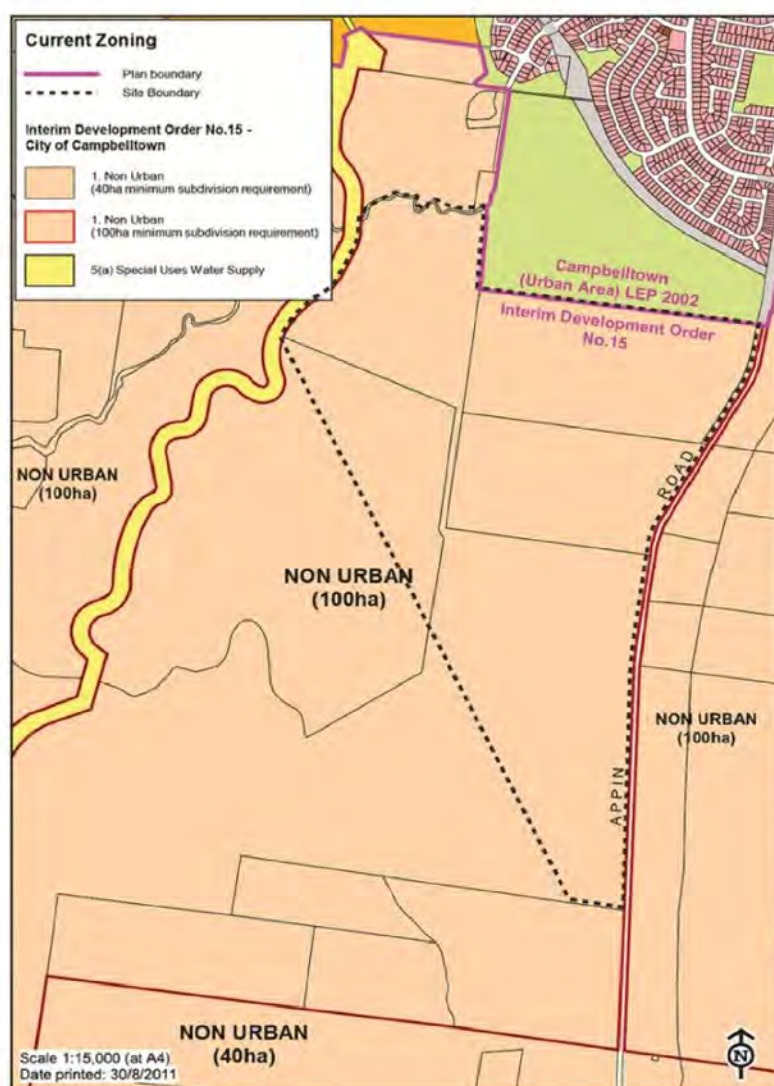 Current Zoning
Plan boundary
Site Boundary
Interim Development Order No.15 -
City of Campbelltown
1. Non Urban
(40ha minimum subdivision requirement)
1. Non Urban
(100ha minimum subdivision requirement)
5(a) Special Uses Water Supply
Campbelltown
(Urban Area) LEP 2002
Interim Development Order
No.15
ROAD
NON URBAN
(100ha)
NON URBAN
(100ha)
NON URBAN
(100ha)
APPIN
NON URBAN
(40ha)
Scale 1:15,000 (at A4)
Date printed: 30/8/2011
N